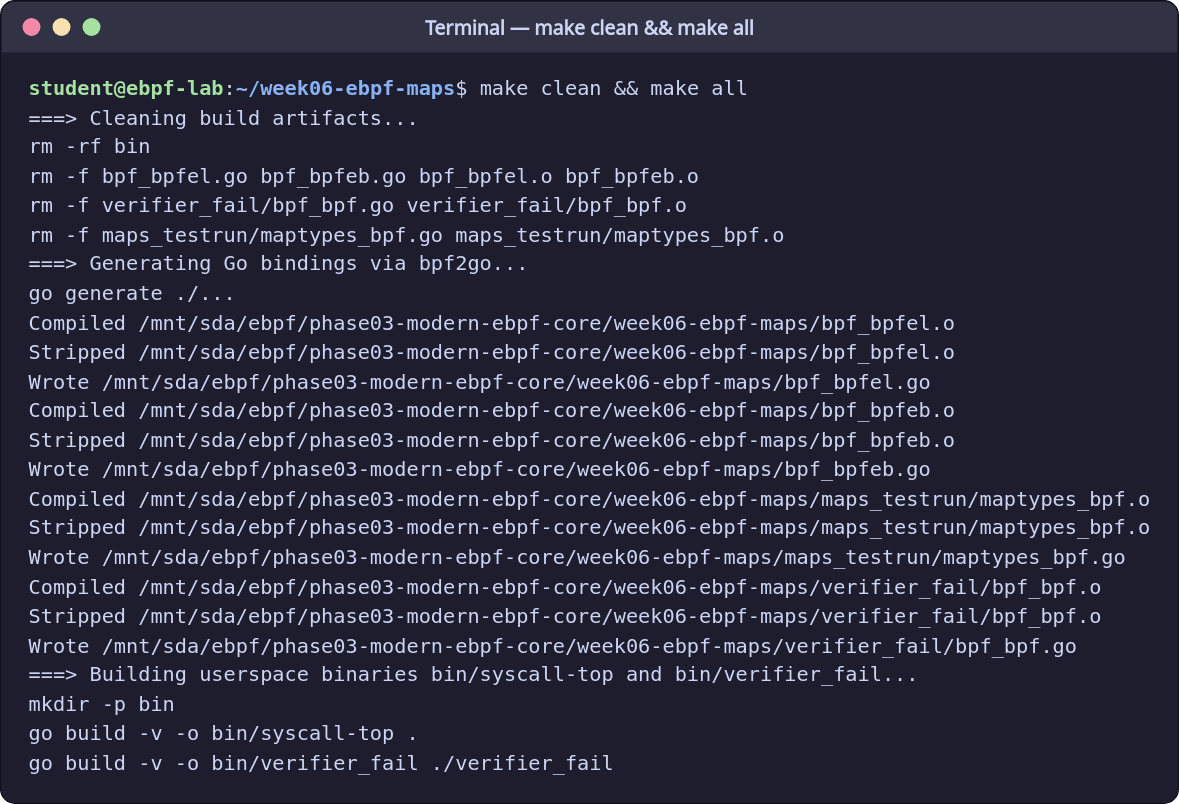 Terminal — make clean && make all
student@ebpf-lab:~/week06-ebpf-maps$ make clean && make all
===> Cleaning build artifacts...
rm -rf bin
rm -f bpf_bpfel.go bpf_bpfeb.go bpf_bpfel.o bpf_bpfeb.o
rm -f verifier_fail/bpf_bpf.go verifier_fail/bpf_bpf.o
rm -f maps_testrun/maptypes_bpf.go maps_testrun/maptypes_bpf.o
===> Generating Go bindings via bpf2go...
go generate ./...
Compiled /mnt/sda/ebpf/phase03-modern-ebpf-core/week06-ebpf-maps/bpf_bpfel.o
Stripped /mnt/sda/ebpf/phase03-modern-ebpf-core/week06-ebpf-maps/bpf_bpfel.o
Wrote /mnt/sda/ebpf/phase03-modern-ebpf-core/week06-ebpf-maps/bpf_bpfel.go
Compiled /mnt/sda/ebpf/phase03-modern-ebpf-core/week06-ebpf-maps/bpf_bpfeb.o
Stripped /mnt/sda/ebpf/phase03-modern-ebpf-core/week06-ebpf-maps/bpf_bpfeb.o
Wrote /mnt/sda/ebpf/phase03-modern-ebpf-core/week06-ebpf-maps/bpf_bpfeb.go
Compiled /mnt/sda/ebpf/phase03-modern-ebpf-core/week06-ebpf-maps/maps_testrun/maptypes_bpf.o
Stripped /mnt/sda/ebpf/phase03-modern-ebpf-core/week06-ebpf-maps/maps_testrun/maptypes_bpf.o
Wrote /mnt/sda/ebpf/phase03-modern-ebpf-core/week06-ebpf-maps/maps_testrun/maptypes_bpf.go
Compiled /mnt/sda/ebpf/phase03-modern-ebpf-core/week06-ebpf-maps/verifier_fail/bpf_bpf.o
Stripped /mnt/sda/ebpf/phase03-modern-ebpf-core/week06-ebpf-maps/verifier_fail/bpf_bpf.o
Wrote /mnt/sda/ebpf/phase03-modern-ebpf-core/week06-ebpf-maps/verifier_fail/bpf_bpf.go
===> Building userspace binaries bin/syscall-top and bin/verifier_fail...
mkdir -p bin
go build -v -o bin/syscall-top .
go build -v -o bin/verifier_fail ./verifier_fail